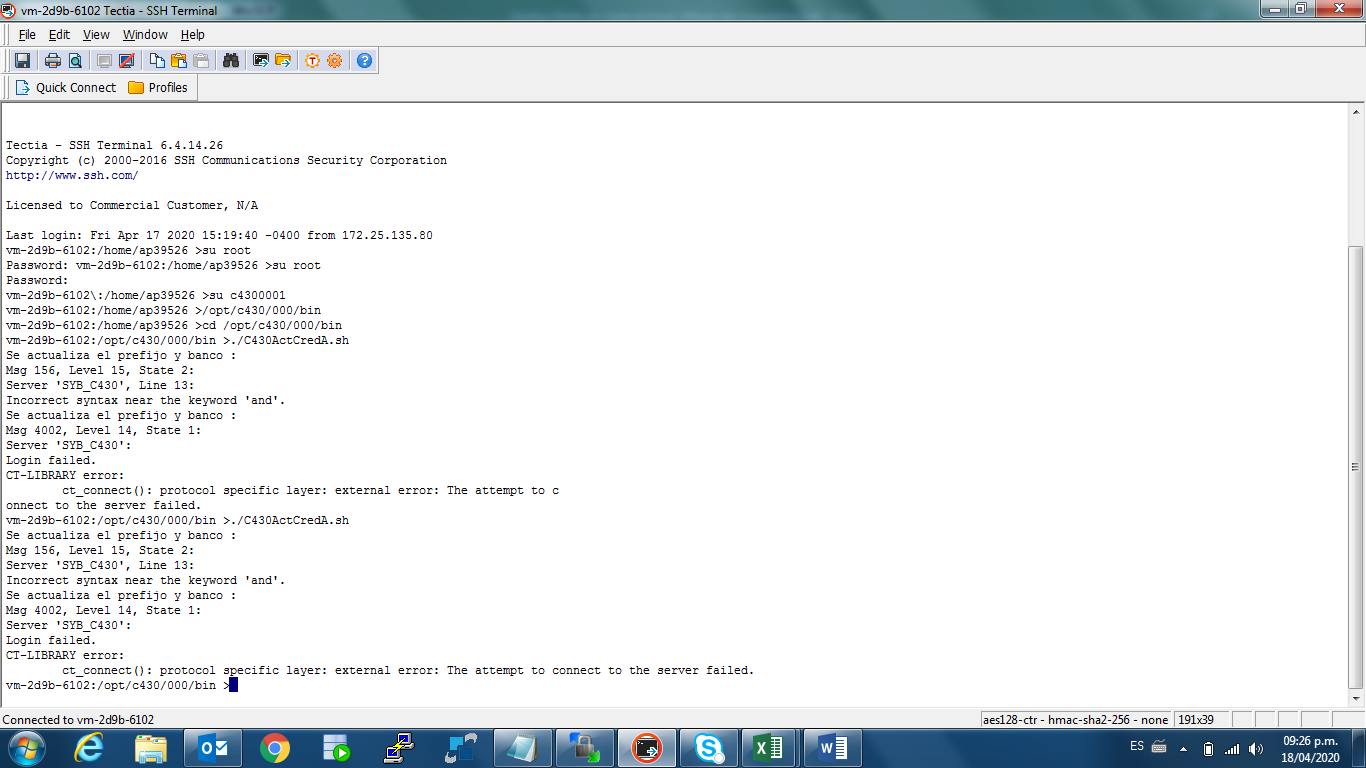 vm-2d9b-6102 Tectia - SSH Terminal
File Edit View Window Help
Quick Connect Profiles
Tectia - SSH Terminal 6.4.14.26
Copyright (c) 2000-2016 SSH Communications Security Corporation
http://www.ssh.com/
Licensed to Commercial Customer, N/A
Last login: Fri Apr 17 2020 15:19:40 -0400 from 172.25.135.80
vm-2d9b-6102:/home/ap39526 >su root
Password: vm-2d9b-6102:/home/ap39526 >su root
Password:
vm-2d9b-6102\:/home/ap39526 >su c4300001
vm-2d9b-6102:/home/ap39526 >/opt/c430/000/bin
vm-2d9b-6102:/home/ap39526 >cd /opt/c430/000/bin
vm-2d9b-6102:/opt/c430/000/bin >./C430ActCredA.sh
Se actualiza el prefijo y banco :
Msg 156, Level 15, State 2:
Server 'SYB_C430', Line 13:
Incorrect syntax near the keyword 'and'.
Se actualiza el prefijo y banco :
Msg 4002, Level 14, State 1:
Server 'SYB_C430':
Login failed.
CT-LIBRARY error:
ct_connect(): protocol specific layer: external error: The attempt to c
onnect to the server failed.
vm-2d9b-6102:/opt/c430/000/bin >./C430ActCredA.sh
Se actualiza el prefijo y banco :
Msg 156, Level 15, State 2:
Server 'SYB_C430', Line 13:
Incorrect syntax near the keyword 'and'.
Se actualiza el prefijo y banco :
Msg 4002, Level 14, State 1:
Server 'SYB_C430':
Login failed.
CT-LIBRARY error:
ct_connect(): protocol specific layer: external error: The attempt to connect to the server failed.
vm-2d9b-6102:/opt/c430/000/bin >
Connected to vm-2d9b-6102 aes128-ctr - hmac-sha2-256 - none 191x39
ES 09:26 p.m.
18/04/2020